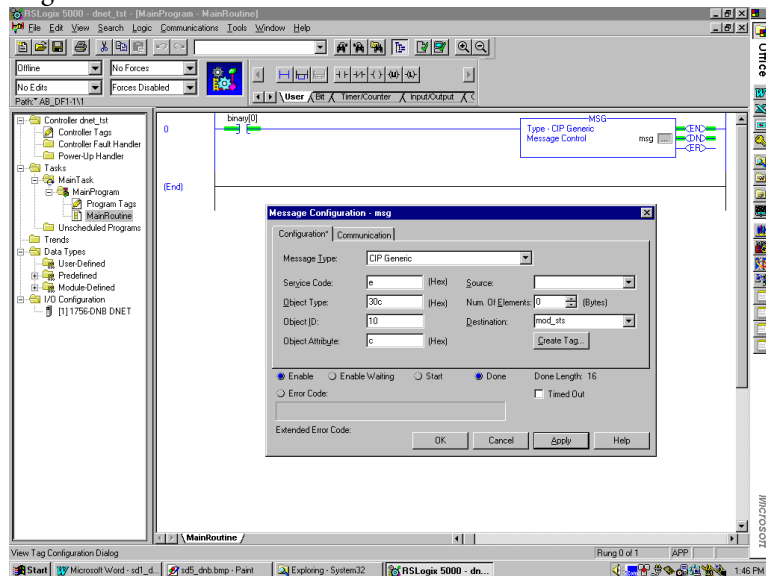 RSLogix 5000 - dnet_tst - [MainProgram - MainRoutine]
File Edit View Search Logic Communications Tools Window Help
Offline No Forces
No Edits Forces Disabled
Path:* AB_DF1-1\1
User Bit Timer/Counter Input/Output
Office
Controller dnet_tst
Controller Tags
Controller Fault Handler
Power-Up Handler
Tasks
MainTask
MainProgram
Program Tags
MainRoutine
Unscheduled Programs
Trends
Data Types
User-Defined
Predefined
Module-Defined
I/O Configuration
[1] 1756-DNB DNET
0
binary[0]
MSG
Type - CIP Generic
Message Control msg ...
EN
DN
ER
(End)
Message Configuration - msg
Configuration* Communication
Message Type: CIP Generic
Service Code: e (Hex) Source:
Object Type: 30c (Hex) Num. Of Elements: 0 (Bytes)
Object ID: 10 Destination: mod_sts
Object Attribute: c (Hex) Create Tag...
Enable Enable Waiting Start Done Done Length: 16
Error Code: Timed Out
Extended Error Code:
OK Cancel Apply Help
MainRoutine
Microsoft
View Tag Configuration Dialog Rung 0 of 1 APP
Start Microsoft Word - sd1_d... sd5_dnb.bmp - Paint Exploring - System32 RSLogix 5000 - dn... 1:46 PM